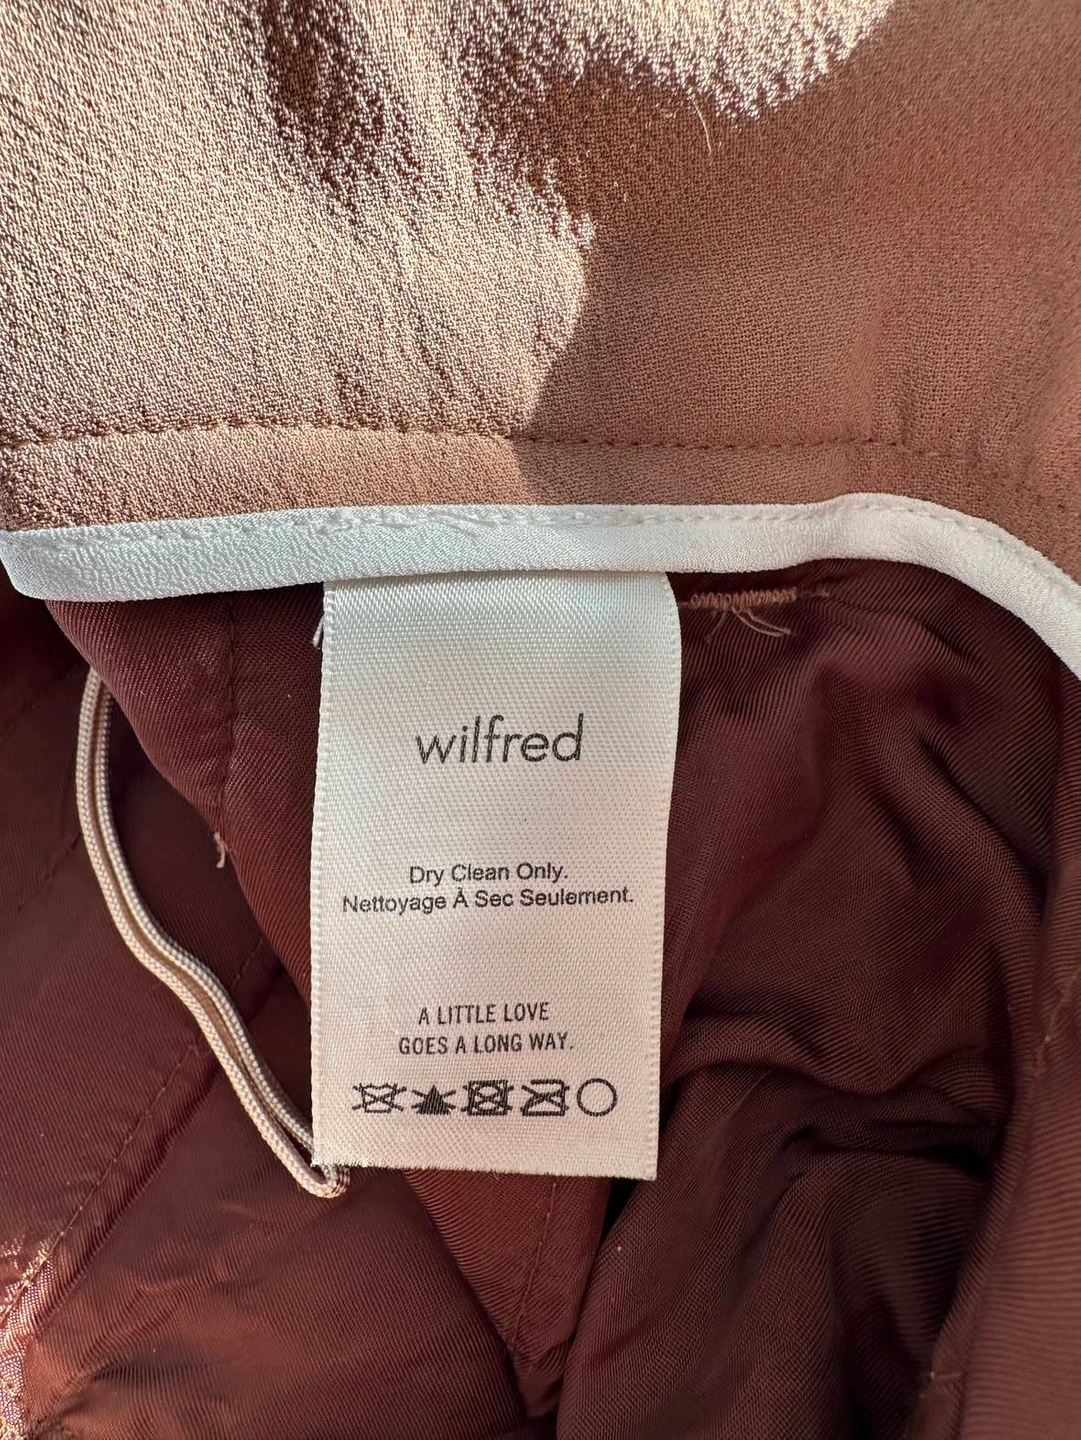 wilfred
Dry Clean Only.
Nettoyage À Sec Seulement.
A LITTLE LOVE
GOES A LONG WAY.